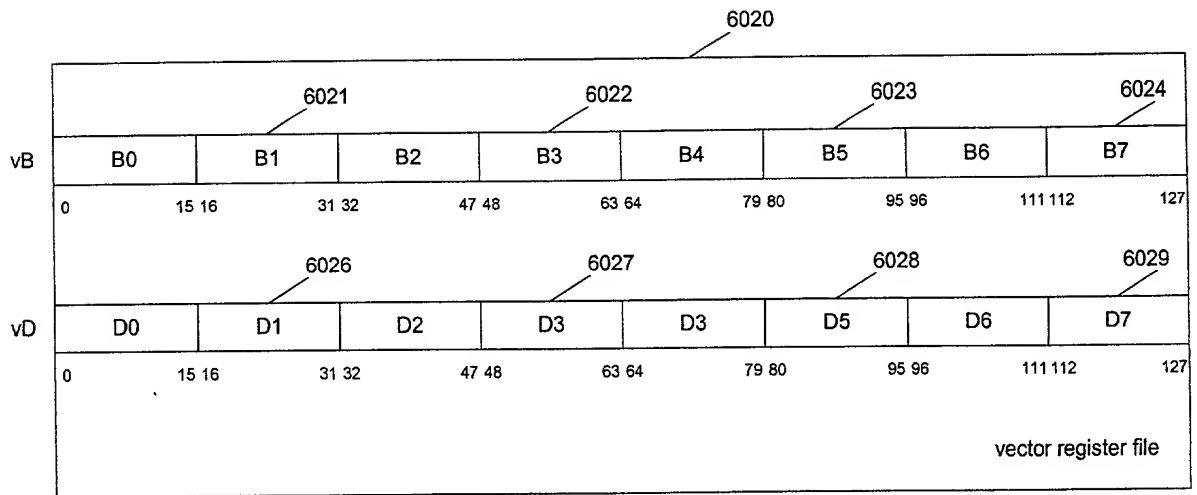 6020
6021 6022 6023 6024
vB B0 B1 B2 B3 B4 B5 B6 B7
0 15 16 31 32 47 48 63 64 79 80 95 96 111 112 127
6026 6027 6028 6029
vD D0 D1 D2 D3 D3 D5 D6 D7
0 15 16 31 32 47 48 63 64 79 80 95 96 111 112 127
vector register file